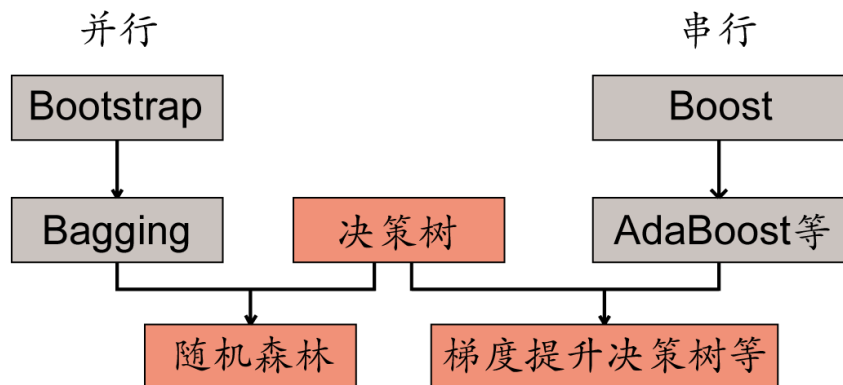 并行
串行
Bootstrap
Boost
Bagging
决策树
AdaBoost等
随机森林
梯度提升决策树等